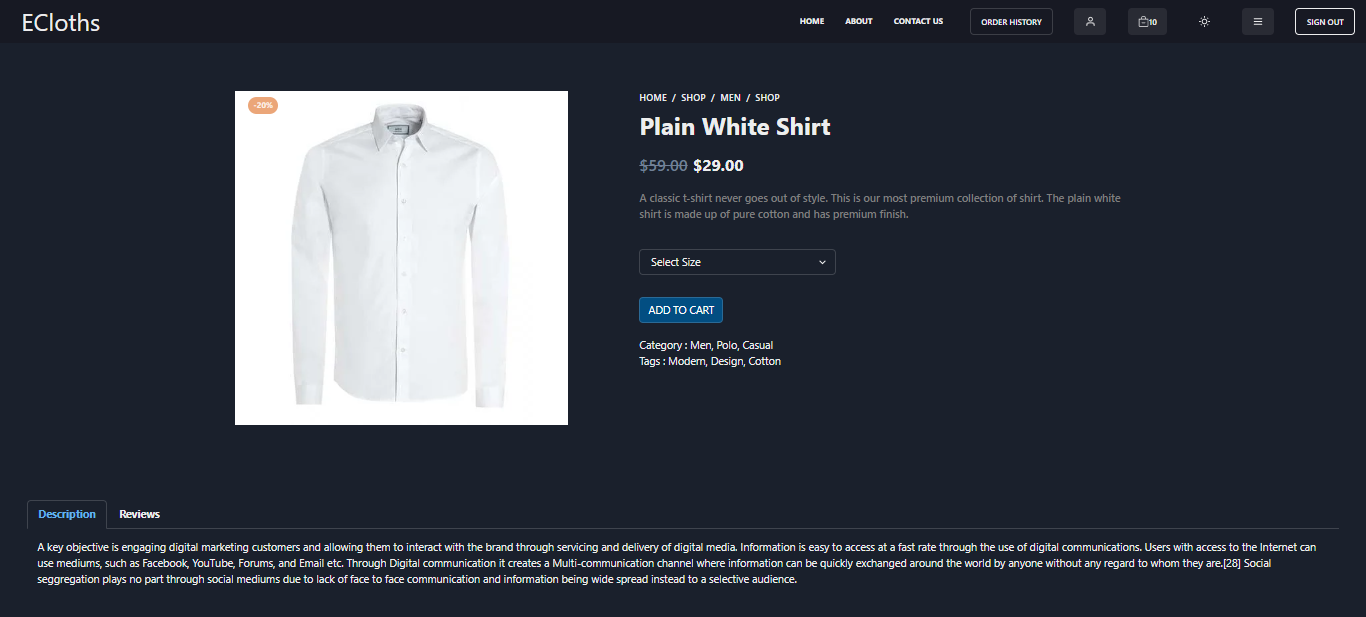 ECloths
HOME ABOUT CONTACT US ORDER HISTORY 10 SIGN OUT
-20%
HOME / SHOP / MEN / SHOP
Plain White Shirt
$59.00 $29.00
A classic t-shirt never goes out of style. This is our most premium collection of shirt. The plain white
shirt is made up of pure cotton and has premium finish.
Select Size
ADD TO CART
Category : Men, Polo, Casual
Tags : Modern, Design, Cotton
Description Reviews
A key objective is engaging digital marketing customers and allowing them to interact with the brand through servicing and delivery of digital media. Information is easy to access at a fast rate through the use of digital communications. Users with access to the Internet can
use mediums, such as Facebook, YouTube, Forums, and Email etc. Through Digital communication it creates a Multi-communication channel where information can be quickly exchanged around the world by anyone without any regard to whom they are.[28] Social
seggregation plays no part through social mediums due to lack of face to face communication and information being wide spread instead to a selective audience.